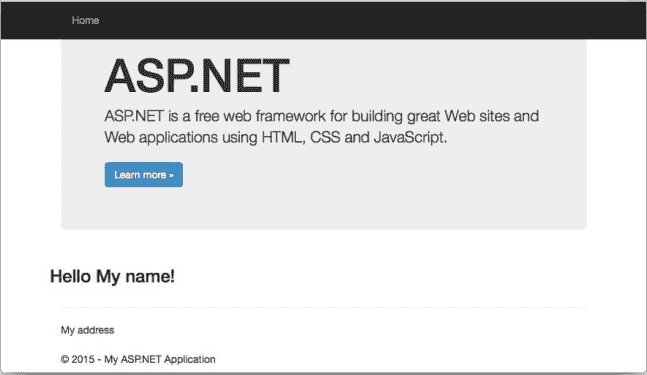 Home
ASP.NET
ASP.NET is a free web framework for building great Web sites and
Web applications using HTML, CSS and JavaScript.
Learn more »
Hello My name!
My address
© 2015 - My ASP.NET Application